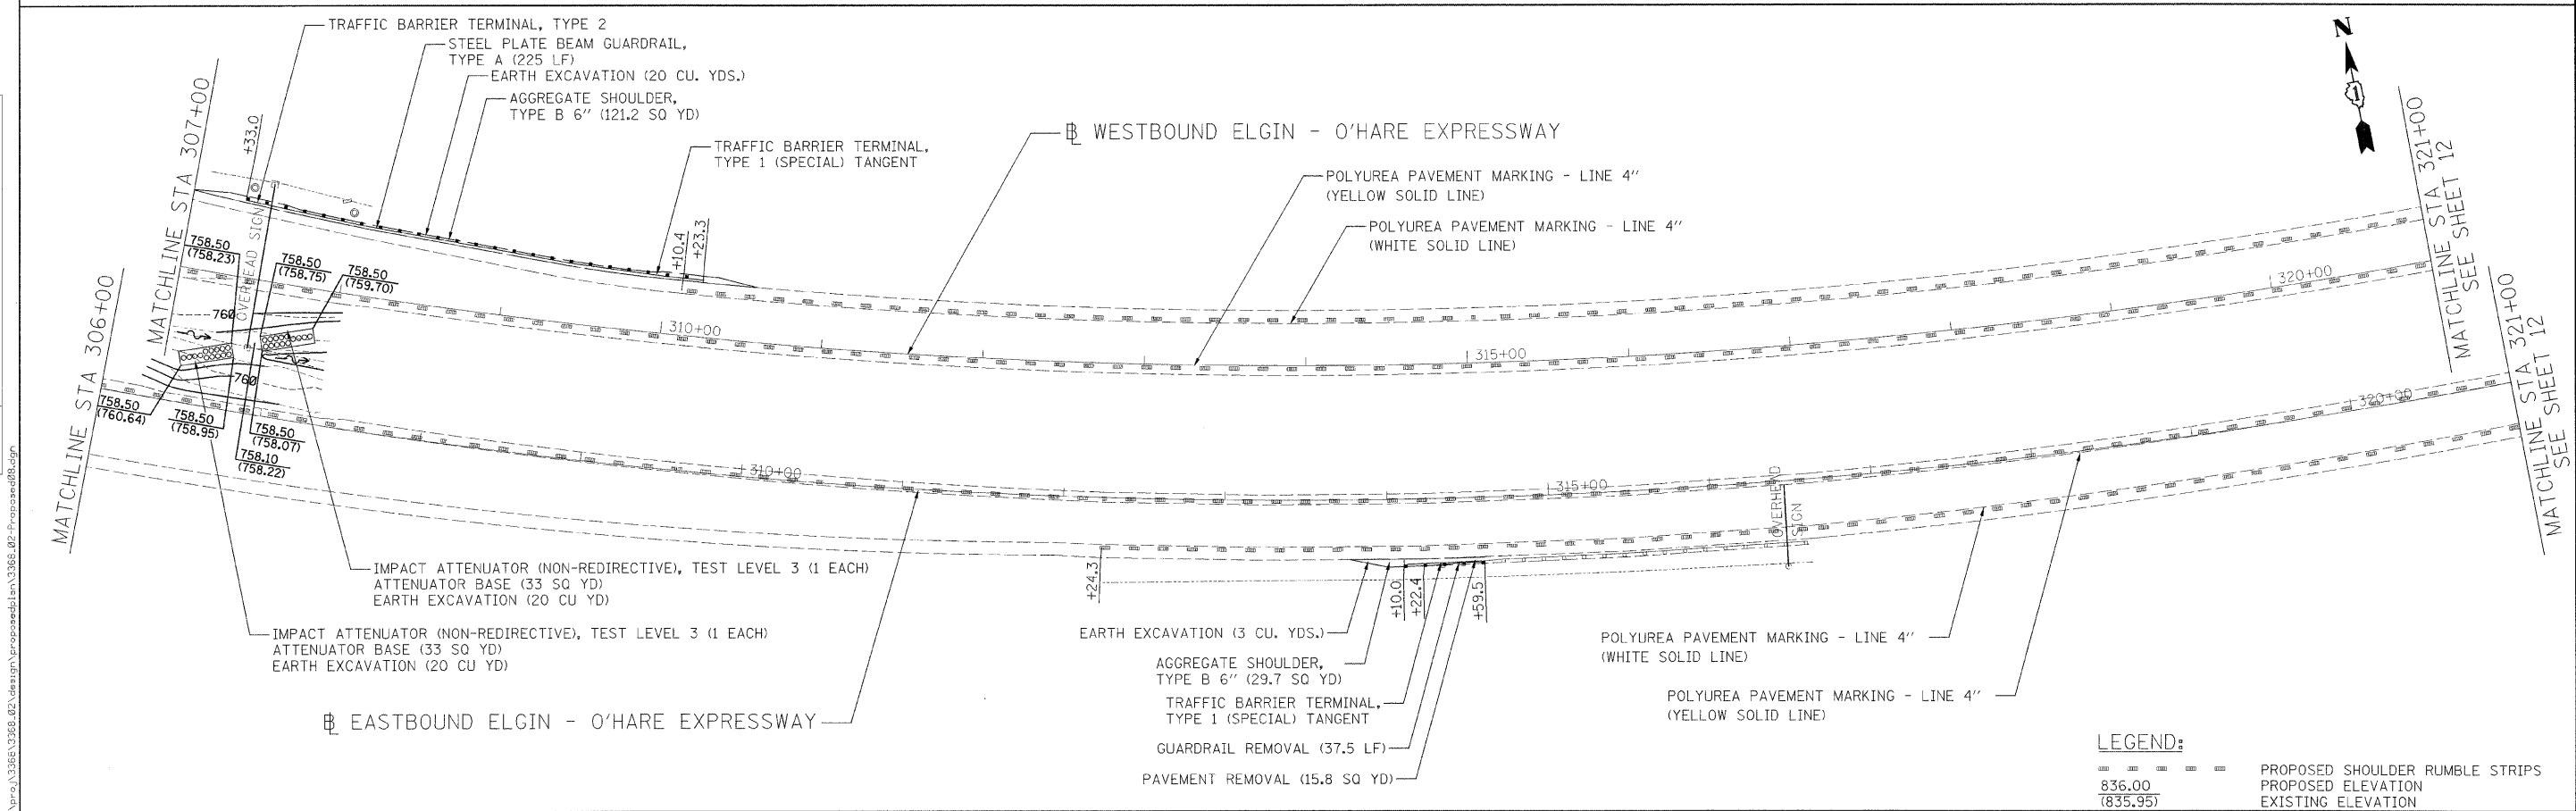 TRAFFIC BARRIER TERMINAL, TYPE 2
STEEL PLATE BEAM GUARDRAIL,
TYPE A (225 LF)
EARTH EXCAVATION (20 CU. YDS.)
AGGREGATE SHOULDER,
TYPE B 6" (121.2 SQ YD)
TRAFFIC BARRIER TERMINAL,
TYPE 1 (SPECIAL) TANGENT
+33.0
+10.4
+23.3
MATCHLINE STA 307+00
MATCHLINE STA 306+00
OVERHEAD SIGN
℄ WESTBOUND ELGIN - O'HARE EXPRESSWAY
POLYUREA PAVEMENT MARKING - LINE 4"
(YELLOW SOLID LINE)
POLYUREA PAVEMENT MARKING - LINE 4"
(WHITE SOLID LINE)
N
1
MATCHLINE STA 321+00
SEE SHEET 12
MATCHLINE STA 321+00
SEE SHEET 12
758.50
(758.23)
758.50
(758.75)
758.50
(759.70)
760
760
758.50
(760.64)
758.50
(758.95)
758.50
(758.07)
758.10
(758.22)
310+00
315+00
320+00
310+00
315+00
320+00
OVERHEAD
SIGN
IMPACT ATTENUATOR (NON-REDIRECTIVE), TEST LEVEL 3 (1 EACH)
ATTENUATOR BASE (33 SQ YD)
EARTH EXCAVATION (20 CU YD)
IMPACT ATTENUATOR (NON-REDIRECTIVE), TEST LEVEL 3 (1 EACH)
ATTENUATOR BASE (33 SQ YD)
EARTH EXCAVATION (20 CU YD)
℄ EASTBOUND ELGIN - O'HARE EXPRESSWAY
+24.3
+10.0
+22.4
+59.5
EARTH EXCAVATION (3 CU. YDS.)
AGGREGATE SHOULDER,
TYPE B 6" (29.7 SQ YD)
TRAFFIC BARRIER TERMINAL,
TYPE 1 (SPECIAL) TANGENT
GUARDRAIL REMOVAL (37.5 LF)
PAVEMENT REMOVAL (15.8 SQ YD)
POLYUREA PAVEMENT MARKING - LINE 4"
(WHITE SOLID LINE)
POLYUREA PAVEMENT MARKING - LINE 4"
(YELLOW SOLID LINE)
LEGEND:
PROPOSED SHOULDER RUMBLE STRIPS
836.00 PROPOSED ELEVATION
(835.95) EXISTING ELEVATION
\proj\3368\3368.02\design\proposedplan\3368.02-Proposed08.dgn